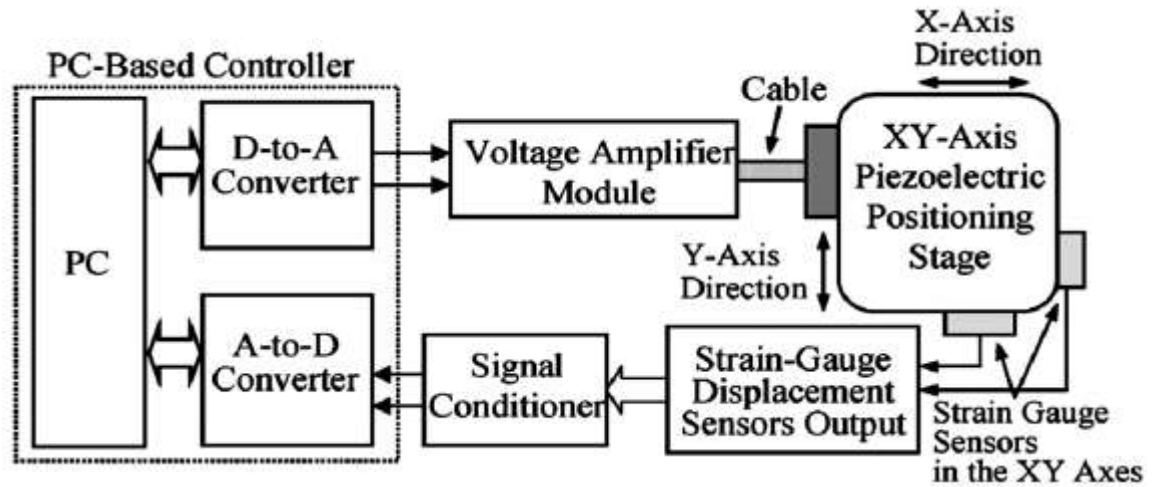 PC-Based Controller
PC
D-to-A
Converter
A-to-D
Converter
Voltage Amplifier
Module
Cable
X-Axis
Direction
XY-Axis
Piezoelectric
Positioning
Stage
Y-Axis
Direction
Signal
Conditioner
Strain-Gauge
Displacement
Sensors Output
Strain Gauge
Sensors
in the XY Axes